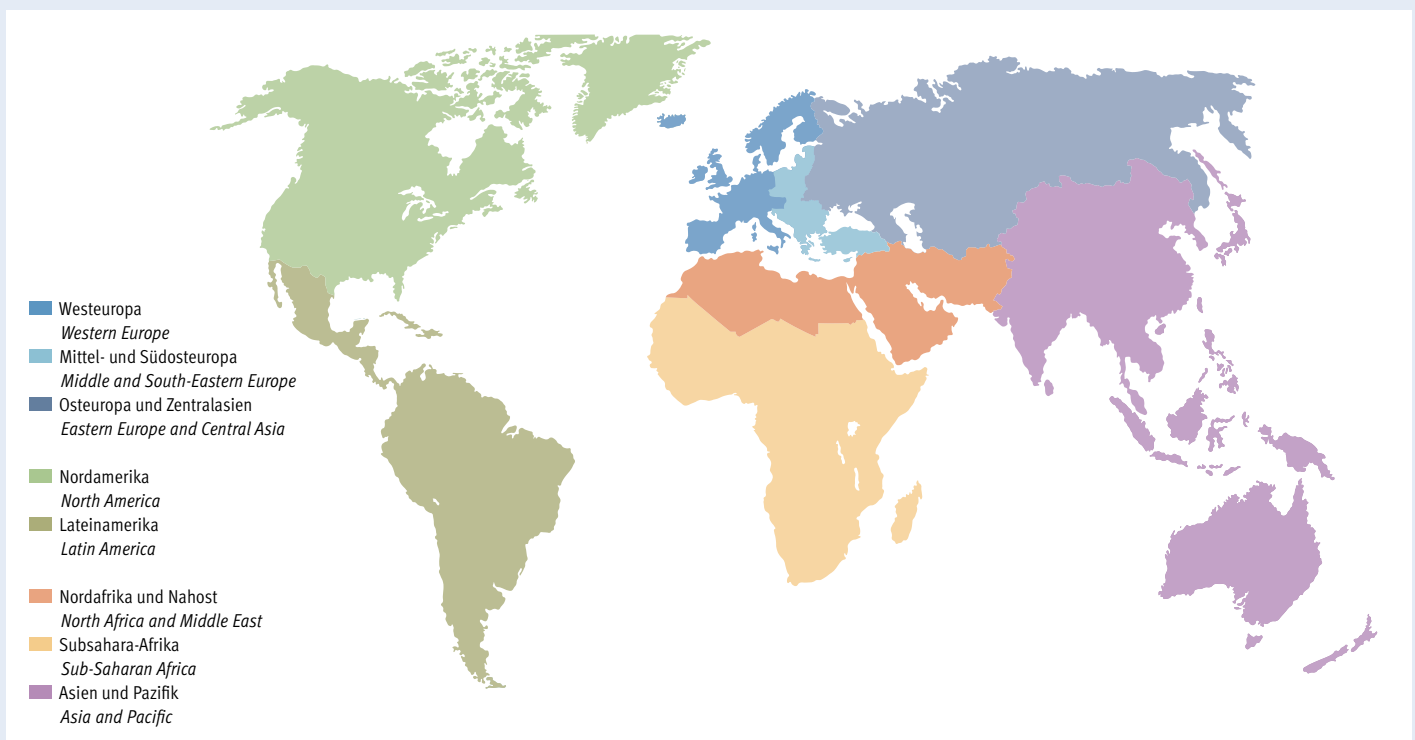 Westeuropa
Western Europe
Mittel- und Südosteuropa
Middle and South-Eastern Europe
Osteuropa und Zentralasien
Eastern Europe and Central Asia
Nordamerika
North America
Lateinamerika
Latin America
Nordafrika und Nahost
North Africa and Middle East
Subsahara-Afrika
Sub-Saharan Africa
Asien und Pazifik
Asia and Pacific